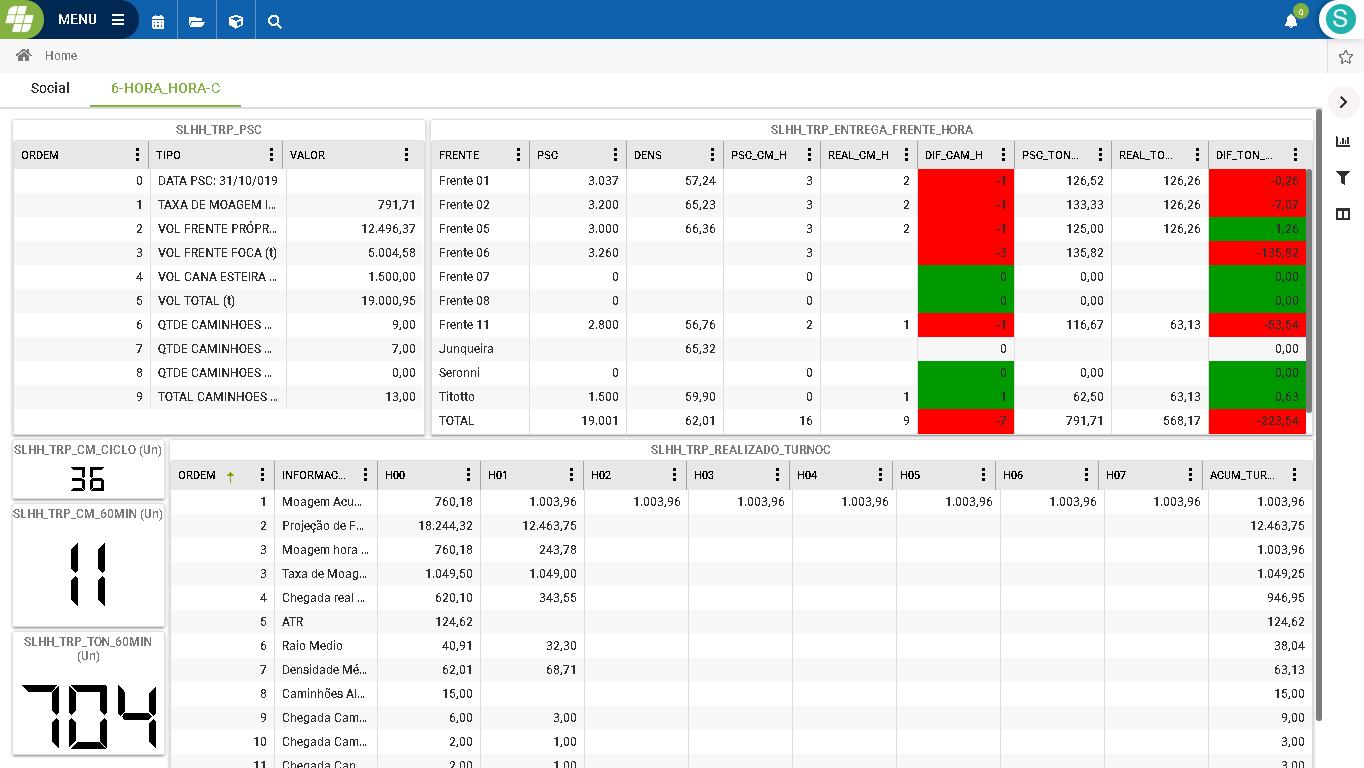 MENU
0
S
Home
Social 6-HORA_HORA-C
SLHH_TRP_PSC
ORDEM TIPO VALOR
0 DATA PSC: 31/10/019
1 TAXA DE MOAGEM I... 791,71
2 VOL FRENTE PRÓPR... 12.496,37
3 VOL FRENTE FOCA (t) 5.004,58
4 VOL CANA ESTEIRA ... 1.500,00
5 VOL TOTAL (t) 19.000,95
6 QTDE CAMINHOES ... 9,00
7 QTDE CAMINHOES ... 7,00
8 QTDE CAMINHOES ... 0,00
9 TOTAL CAMINHOES ... 13,00
SLHH_TRP_ENTREGA_FRENTE_HORA
FRENTE PSC DENS PSC_CM_H REAL_CM_H DIF_CAM_H PSC_TON... REAL_TO... DIF_TON_...
Frente 01 3.037 57,24 3 2 -1 126,52 126,26 -0,26
Frente 02 3.200 65,23 3 2 -1 133,33 126,26 -7,07
Frente 05 3.000 66,36 3 2 -1 125,00 126,26 1,26
Frente 06 3.260 3 -3 135,82 -135,82
Frente 07 0 0 0 0,00 0,00
Frente 08 0 0 0 0,00 0,00
Frente 11 2.800 56,76 2 1 -1 116,67 63,13 -53,54
Junqueira 65,32 0 0,00
Seronni 0 0 0 0,00 0,00
Titotto 1.500 59,90 0 1 1 62,50 63,13 0,63
TOTAL 19.001 62,01 16 9 -7 791,71 568,17 -223,54
SLHH_TRP_CM_CICLO (Un)
36
SLHH_TRP_CM_60MIN (Un)
11
SLHH_TRP_TON_60MIN
(Un)
704
SLHH_TRP_REALIZADO_TURNOC
ORDEM INFORMAC... H00 H01 H02 H03 H04 H05 H06 H07 ACUM_TUR...
1 Moagem Acu... 760,18 1.003,96 1.003,96 1.003,96 1.003,96 1.003,96 1.003,96 1.003,96 1.003,96
2 Projeção de F... 18.244,32 12.463,75 12.463,75
3 Moagem hora ... 760,18 243,78 1.003,96
3 Taxa de Moag... 1.049,50 1.049,00 1.049,25
4 Chegada real ... 620,10 343,55 946,95
5 ATR 124,62 124,62
6 Raio Medio 40,91 32,30 38,04
7 Densidade Mé... 62,01 68,71 63,13
8 Caminhões Al... 15,00 15,00
9 Chegada Cam... 6,00 3,00 9,00
10 Chegada Cam... 2,00 1,00 3,00
11 Chegada Can... 2,00 1,00 3,00